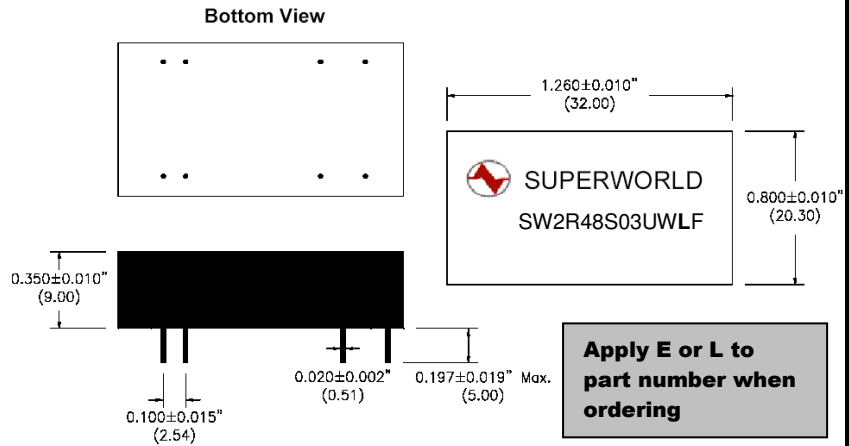 Bottom View
1.260±0.010"
(32.00)
SUPERWORLD
SW2R48S03UWLF
0.800±0.010"
(20.30)
0.350±0.010"
(9.00)
0.020±0.002"
(0.51)
0.197±0.019" Max.
(5.00)
0.100±0.015"
(2.54)
Apply E or L to
part number when
ordering